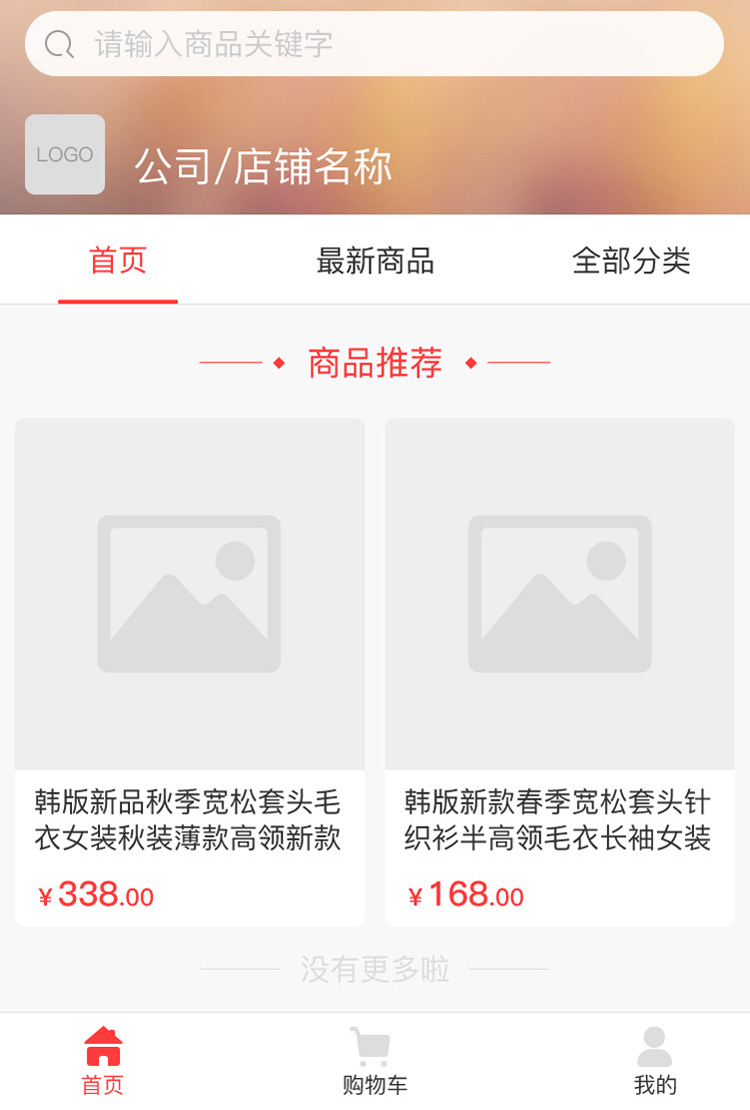 请输入商品关键字
LOGO
公司/店铺名称
首页
最新商品
全部分类
商品推荐
韩版新品秋季宽松套头毛
衣女装秋装薄款高领新款
¥338.00
韩版新款春季宽松套头针
织衫半高领毛衣长袖女装
¥168.00
没有更多啦
首页
购物车
我的